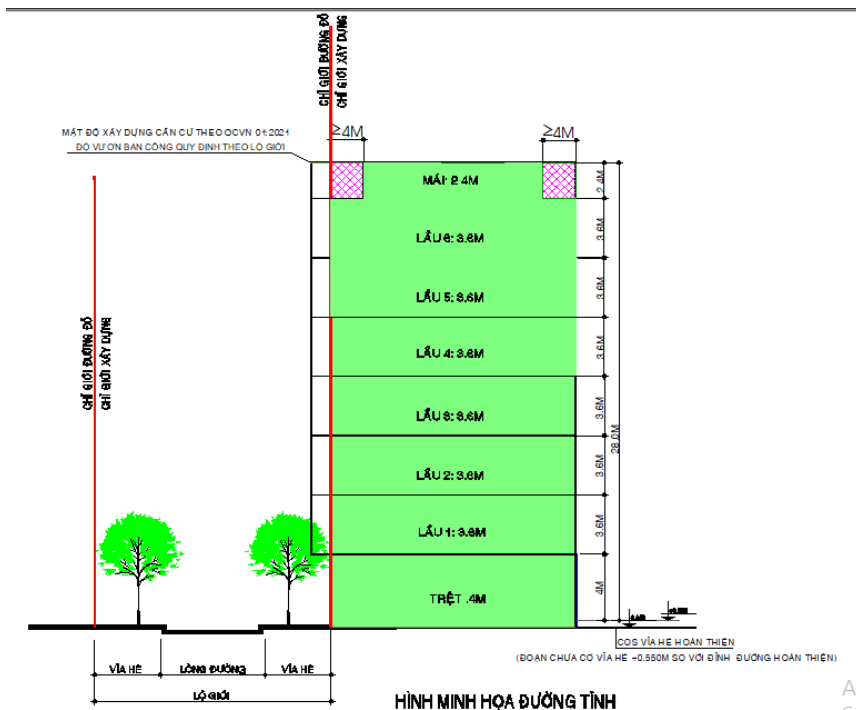 CHỈ GIỚI ĐƯỜNG ĐỎ
CHỈ GIỚI XÂY DỰNG
MẬT ĐỘ XÂY DỰNG CĂN CỨ THEO QCVN 01:2021
ĐỘ VƯƠN BAN CÔNG QUY ĐỊNH THEO LỘ GIỚI
≥4M
≥4M
MÁI: 2.4M
2.4M
LẦU 6: 3.6M
3.6M
LẦU 5: 3.6M
3.6M
CHỈ GIỚI ĐƯỜNG ĐỎ
CHỈ GIỚI XÂY DỰNG
LẦU 4: 3.6M
3.6M
LẦU 3: 3.6M
3.6M
28.0M
LẦU 2: 3.6M
3.6M
LẦU 1: 3.6M
3.6M
TRỆT .4M
4M
COS VỈA HÈ HOÀN THIỆN
(ĐOẠN CHƯA CÓ VỈA HÈ +0.550M SO VỚI ĐỈNH ĐƯỜNG HOÀN THIỆN)
VỈA HÈ
LÒNG ĐƯỜNG
VỈA HÈ
LỘ GIỚI
HÌNH MINH HỌA ĐƯỜNG TỈNH